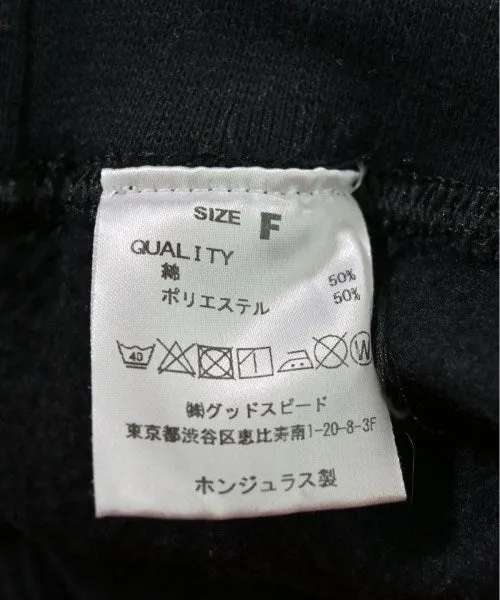 SIZE F
QUALITY
綿 50%
ポリエステル 50%
40 W
㈱グッドスピード
東京都渋谷区恵比寿南1-20-8-3F
ホンジュラス製